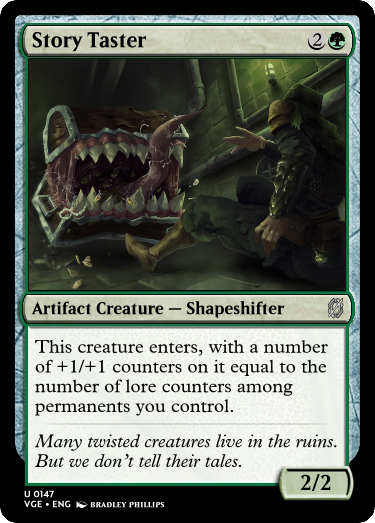 Story Taster 2
Artifact Creature — Shapeshifter
This creature enters, with a number
of +1/+1 counters on it equal to the
number of lore counters among
permanents you control.
Many twisted creatures live in the ruins.
But we don't tell their tales.
2/2
U 0147
VGE • ENG BRADLEY PHILLIPS